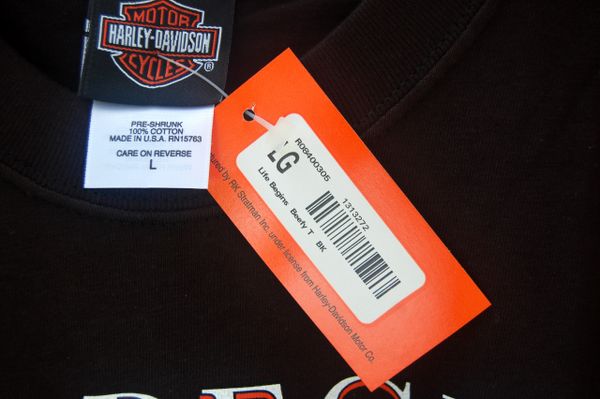 MOTOR
HARLEY-DAVIDSON
CYCLES
®
PRE-SHRUNK
100% COTTON
MADE IN U.S.A. RN15763
CARE ON REVERSE
L
LG
R08400305
Life Begins Beefy T BK
1313272
by RK Stratman Inc. under license from Harley-Davidson Motor Co.